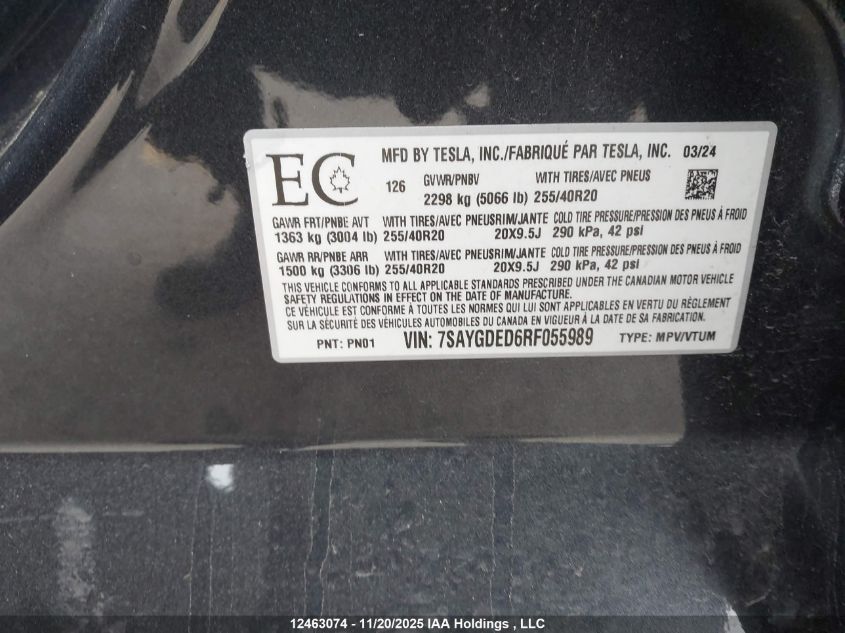 EC
MFD BY TESLA, INC./FABRIQUÉ PAR TESLA, INC. 03/24
126 GVWR/PNBV WITH TIRES/AVEC PNEUS
2298 kg (5066 lb) 255/40R20
GAWR FRT/PNBE AVT WITH TIRES/AVEC PNEUS RIM/JANTE COLD TIRE PRESSURE/PRESSION DES PNEUS À FROID
1363 kg (3004 lb) 255/40R20 20X9.5J 290 kPa, 42 psi
GAWR RR/PNBE ARR WITH TIRES/AVEC PNEUS RIM/JANTE COLD TIRE PRESSURE/PRESSION DES PNEUS À FROID
1500 kg (3306 lb) 255/40R20 20X9.5J 290 kPa, 42 psi
THIS VEHICLE CONFORMS TO ALL APPLICABLE STANDARDS PRESCRIBED UNDER THE CANADIAN MOTOR VEHICLE
SAFETY REGULATIONS IN EFFECT ON THE DATE OF MANUFACTURE.
CE VÉHICULE EST CONFORME À TOUTES LES NORMES QUI LUI SONT APPLICABLES EN VERTU DU RÈGLEMENT
SUR LA SÉCURITÉ DES VÉHICULES AUTOMOBILES DU CANADA EN VIGUEUR À LA DATE DE SA FABRICATION.
PNT: PN01 VIN: 7SAYGDED6RF055989 TYPE: MPV/VTUM
12463074 - 11/20/2025 IAA Holdings , LLC